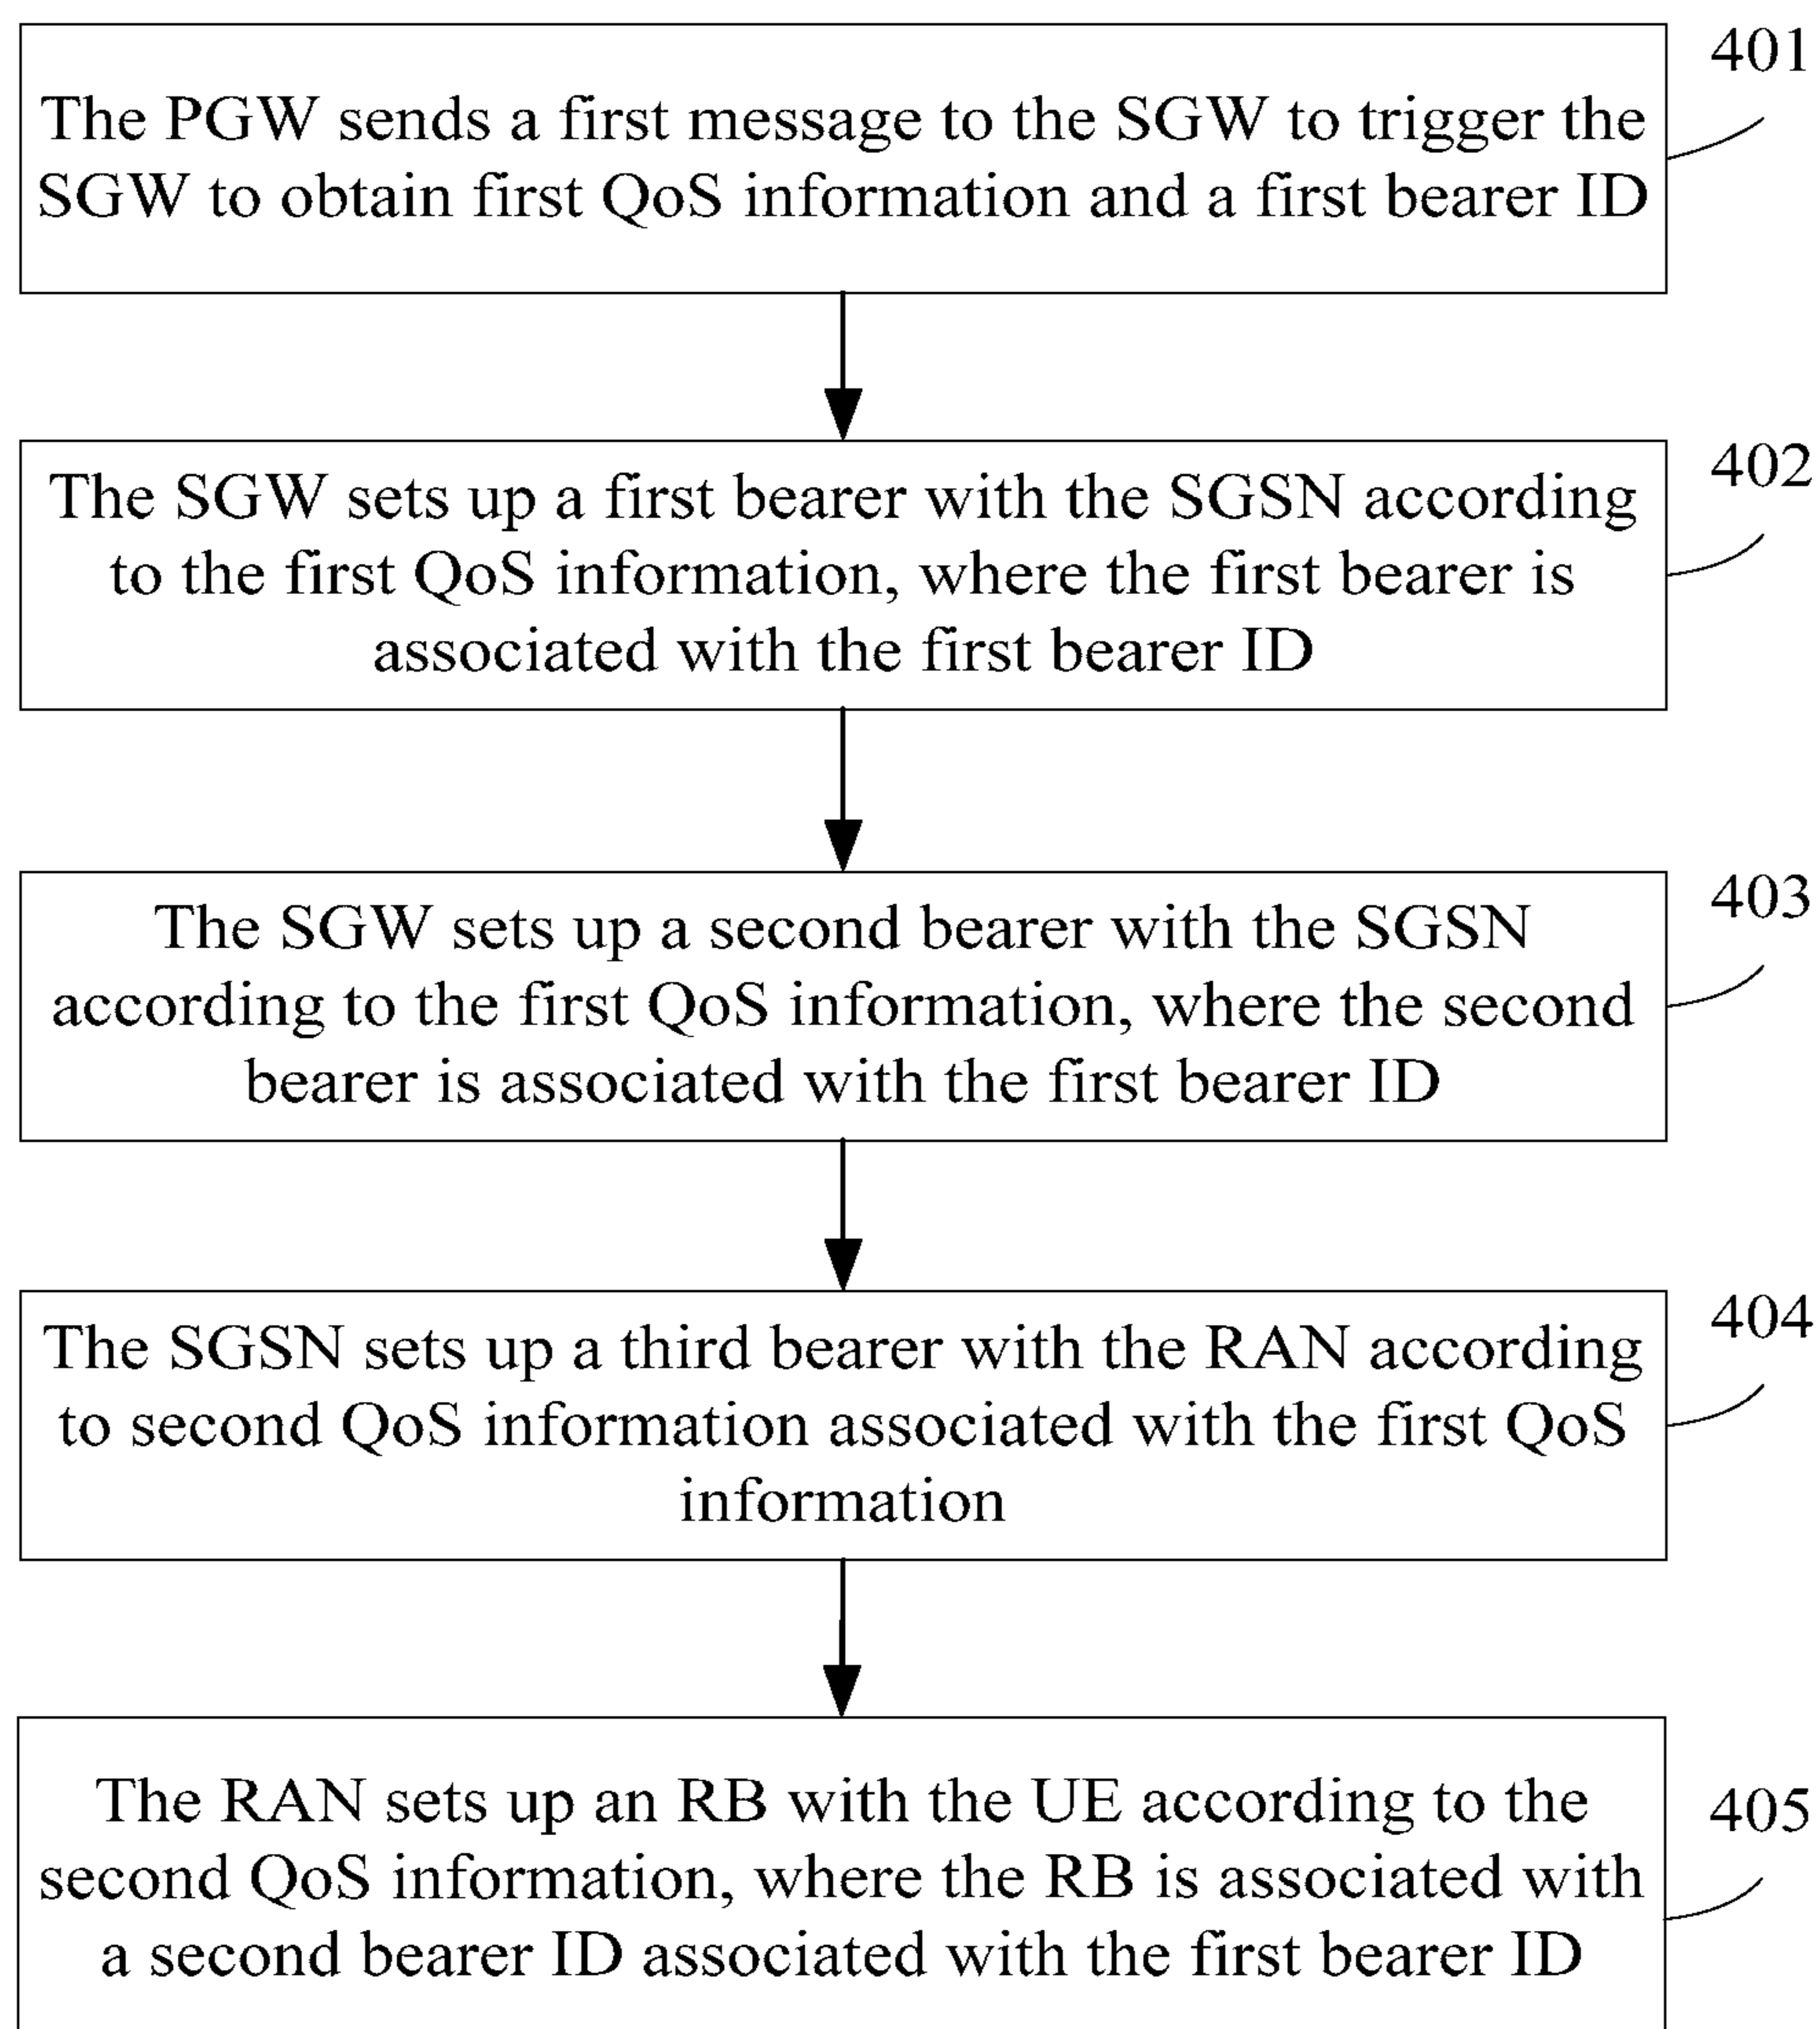 401
The PGW sends a first message to the SGW to trigger the
SGW to obtain first QoS information and a first bearer ID
402
The SGW sets up a first bearer with the SGSN according
to the first QoS information, where the first bearer is
associated with the first bearer ID
403
The SGW sets up a second bearer with the SGSN
according to the first QoS information, where the second
bearer is associated with the first bearer ID
404
The SGSN sets up a third bearer with the RAN according
to second QoS information associated with the first QoS
information
405
The RAN sets up an RB with the UE according to the
second QoS information, where the RB is associated with
a second bearer ID associated with the first bearer ID